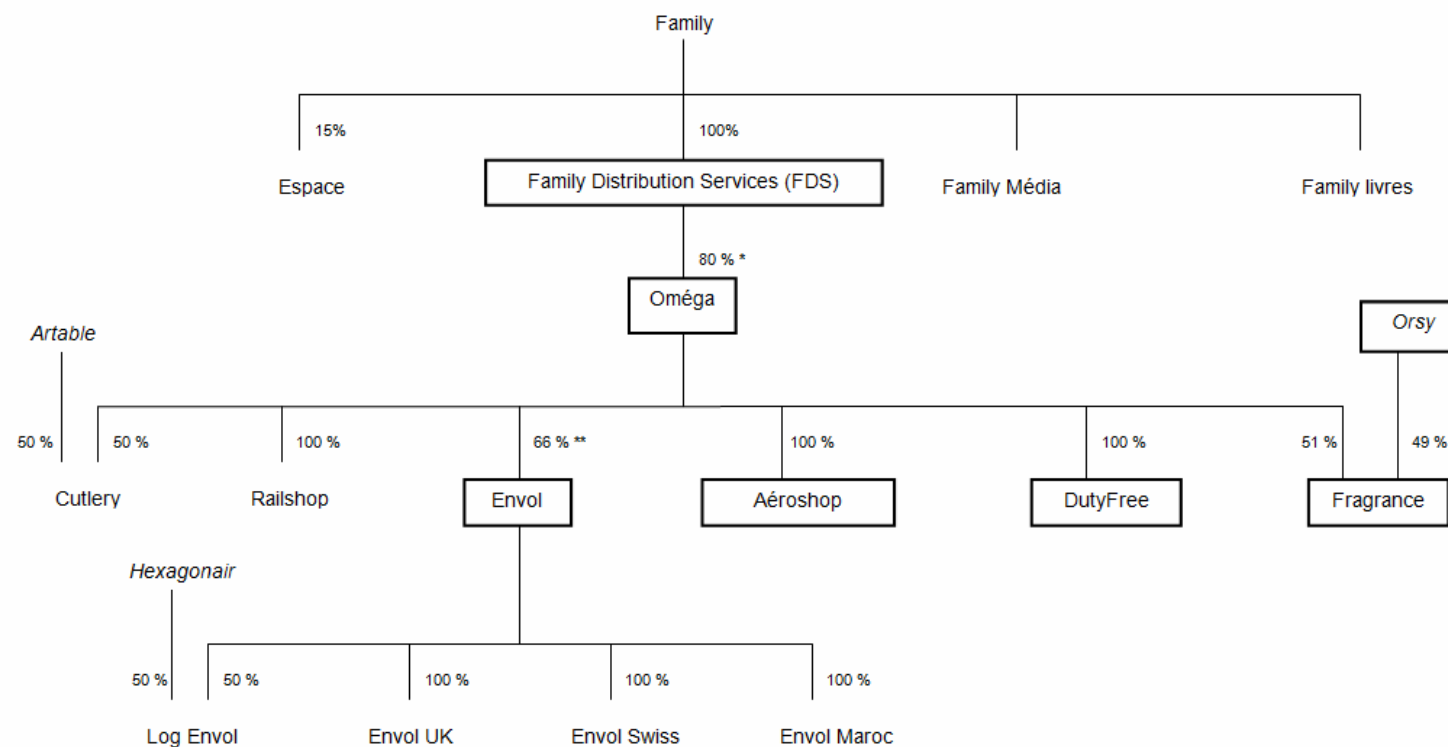 Family
15%
100%
Espace
Family Distribution Services (FDS)
Family Média
Family livres
80 % *
Oméga
Artable
Orsy
50 %
50 %
100 %
66 % **
100 %
100 %
51 %
49 %
Cutlery
Railshop
Envol
Aéroshop
DutyFree
Fragrance
Hexagonair
50 %
50 %
100 %
100 %
100 %
Log Envol
Envol UK
Envol Swiss
Envol Maroc